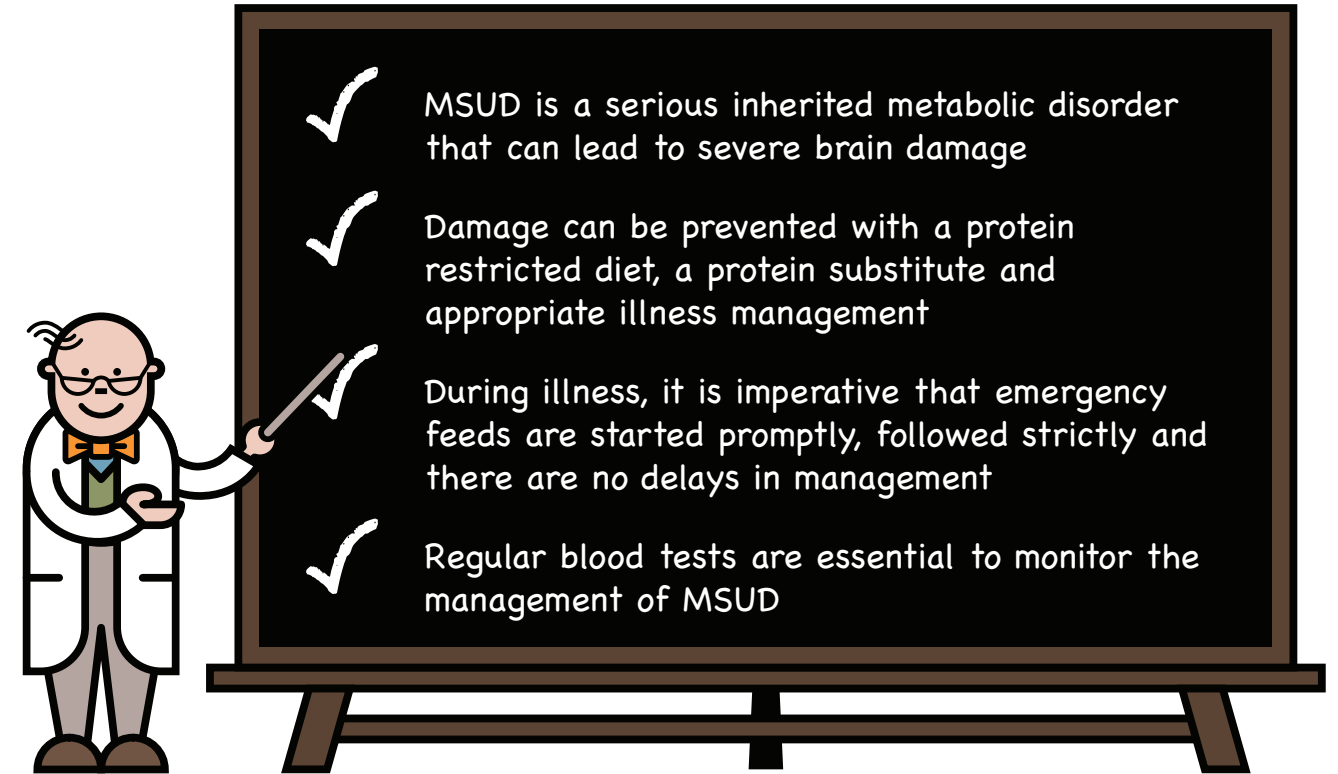 MSUD is a serious inherited metabolic disorder
that can lead to severe brain damage
Damage can be prevented with a protein
restricted diet, a protein substitute and
appropriate illness management
During illness, it is imperative that emergency
feeds are started promptly, followed strictly and
there are no delays in management
Regular blood tests are essential to monitor the
management of MSUD